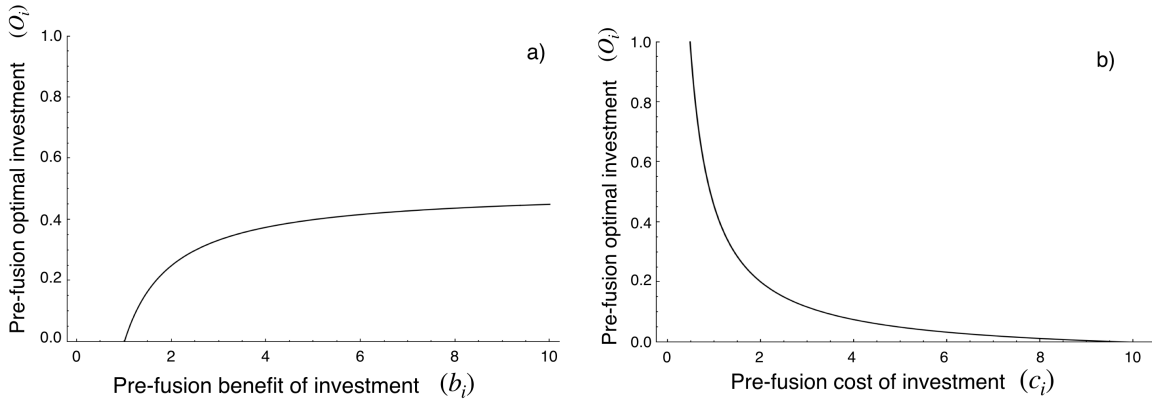 Pre-fusion optimal investment (Oᵢ)
1.0
0.8
0.6
0.4
0.2
0.0
0 2 4 6 8 10
Pre-fusion benefit of investment (bᵢ)
a)
Pre-fusion optimal investment (Oᵢ)
1.0
0.8
0.6
0.4
0.2
0.0
0 2 4 6 8 10
Pre-fusion cost of investment (cᵢ)
b)